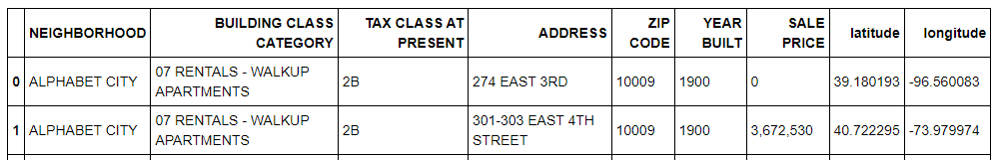 NEIGHBORHOOD BUILDING CLASS CATEGORY TAX CLASS AT PRESENT ADDRESS ZIP CODE YEAR BUILT SALE PRICE latitude longitude
0 ALPHABET CITY 07 RENTALS - WALKUP APARTMENTS 2B 274 EAST 3RD 10009 1900 0 39.180193 -96.560083
1 ALPHABET CITY 07 RENTALS - WALKUP APARTMENTS 2B 301-303 EAST 4TH STREET 10009 1900 3,672,530 40.722295 -73.979974